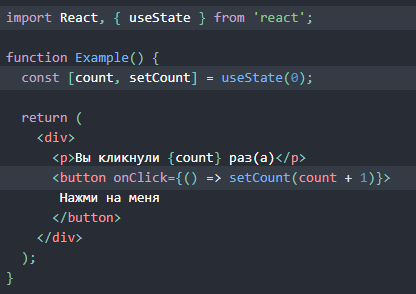 import React, { useState } from 'react';
function Example() {
const [count, setCount] = useState(0);
return (
<div>
<p>Вы кликнули {count} раз(а)</p>
<button onClick={() => setCount(count + 1)}>
Нажми на меня
</button>
</div>
);
}